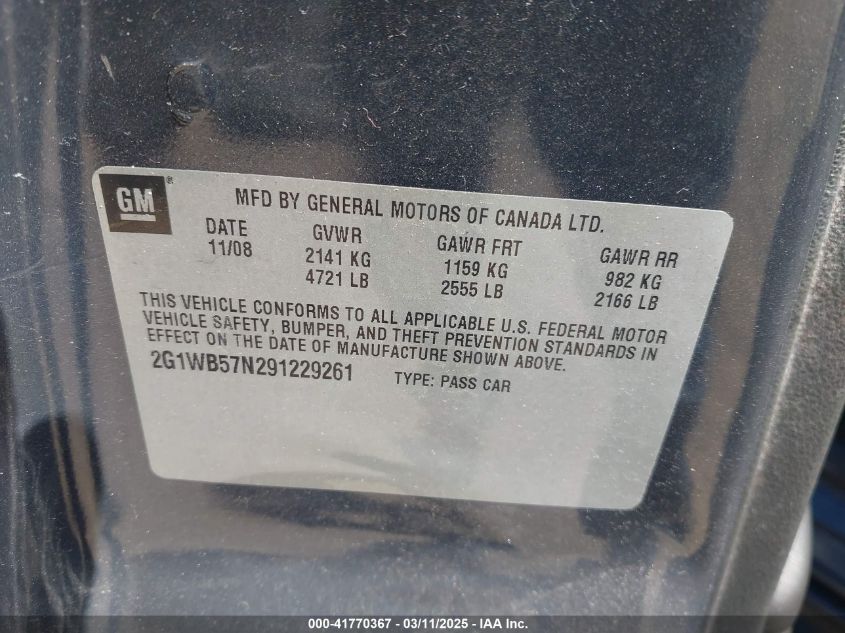 GM®
MFD BY GENERAL MOTORS OF CANADA LTD.
DATE GVWR GAWR FRT GAWR RR
11/08 2141 KG 1159 KG 982 KG
4721 LB 2555 LB 2166 LB
THIS VEHICLE CONFORMS TO ALL APPLICABLE U.S. FEDERAL MOTOR
VEHICLE SAFETY, BUMPER, AND THEFT PREVENTION STANDARDS IN
EFFECT ON THE DATE OF MANUFACTURE SHOWN ABOVE.
2G1WB57N291229261 TYPE: PASS CAR
000-41770367 - 03/11/2025 - IAA Inc.